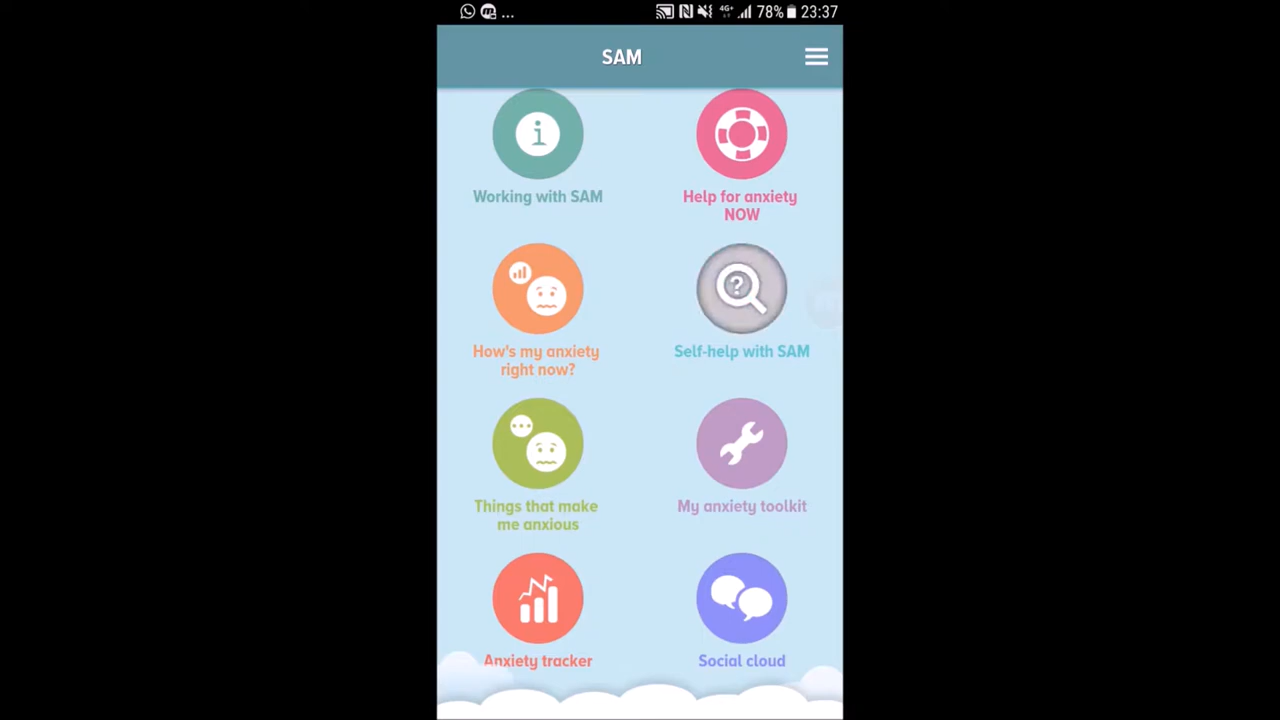 ... 4G+ 78% 23:37
SAM
Working with SAM
Help for anxiety
NOW
How's my anxiety
right now?
Self-help with SAM
Things that make
me anxious
My anxiety toolkit
Anxiety tracker
Social cloud